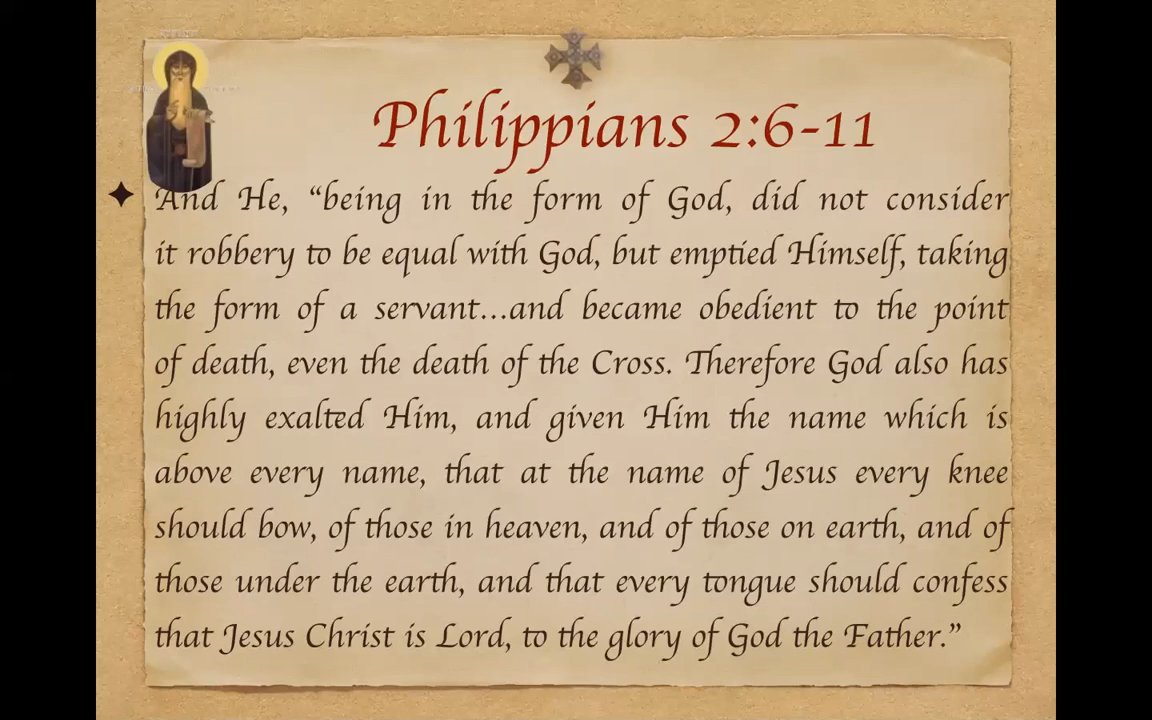 Philippians 2:6-11
And He, “being in the form of God, did not consider
it robbery to be equal with God, but emptied Himself, taking
the form of a servant...and became obedient to the point
of death, even the death of the Cross. Therefore God also has
highly exalted Him, and given Him the name which is
above every name, that at the name of Jesus every knee
should bow, of those in heaven, and of those on earth, and of
those under the earth, and that every tongue should confess
that Jesus Christ is Lord, to the glory of God the Father.”